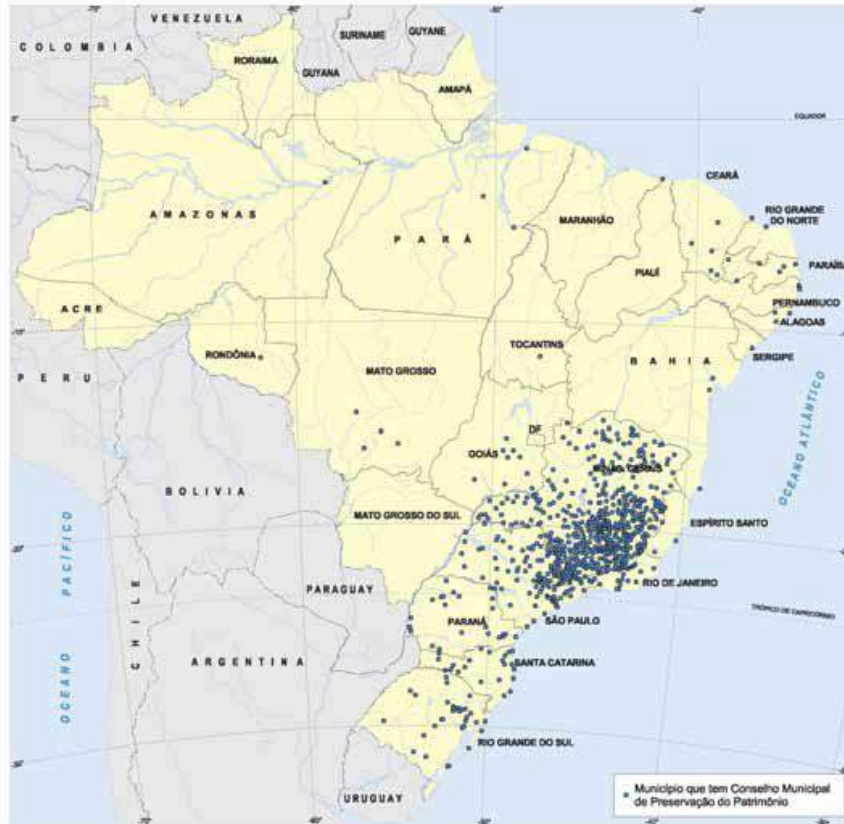 VENEZUELA
COLOMBIA
SURINAME
GUYANE
GUYANA
RORAIMA
AMAPÁ
0°
EQUADOR
CEARÁ
AMAZONAS
PARÁ
MARANHÃO
RIO GRANDE
DO NORTE
PARAÍBA
PIAUÍ
ACRE
PERNAMBUCO
ALAGOAS
RONDÔNIA
TOCANTINS
SERGIPE
PERU
MATO GROSSO
BAHIA
OCEANO ATLÂNTICO
DF
GOIÁS
MINAS GERAIS
BOLIVIA
MATO GROSSO DO SUL
ESPÍRITO SANTO
OCEANO PACÍFICO
CHILE
PARAGUAY
RIO DE JANEIRO
TRÓPICO DE CAPRICÓRNIO
PARANÁ
SÃO PAULO
ARGENTINA
SANTA CATARINA
RIO GRANDE DO SUL
URUGUAY
Município que tem Conselho Municipal
de Preservação do Patrimônio